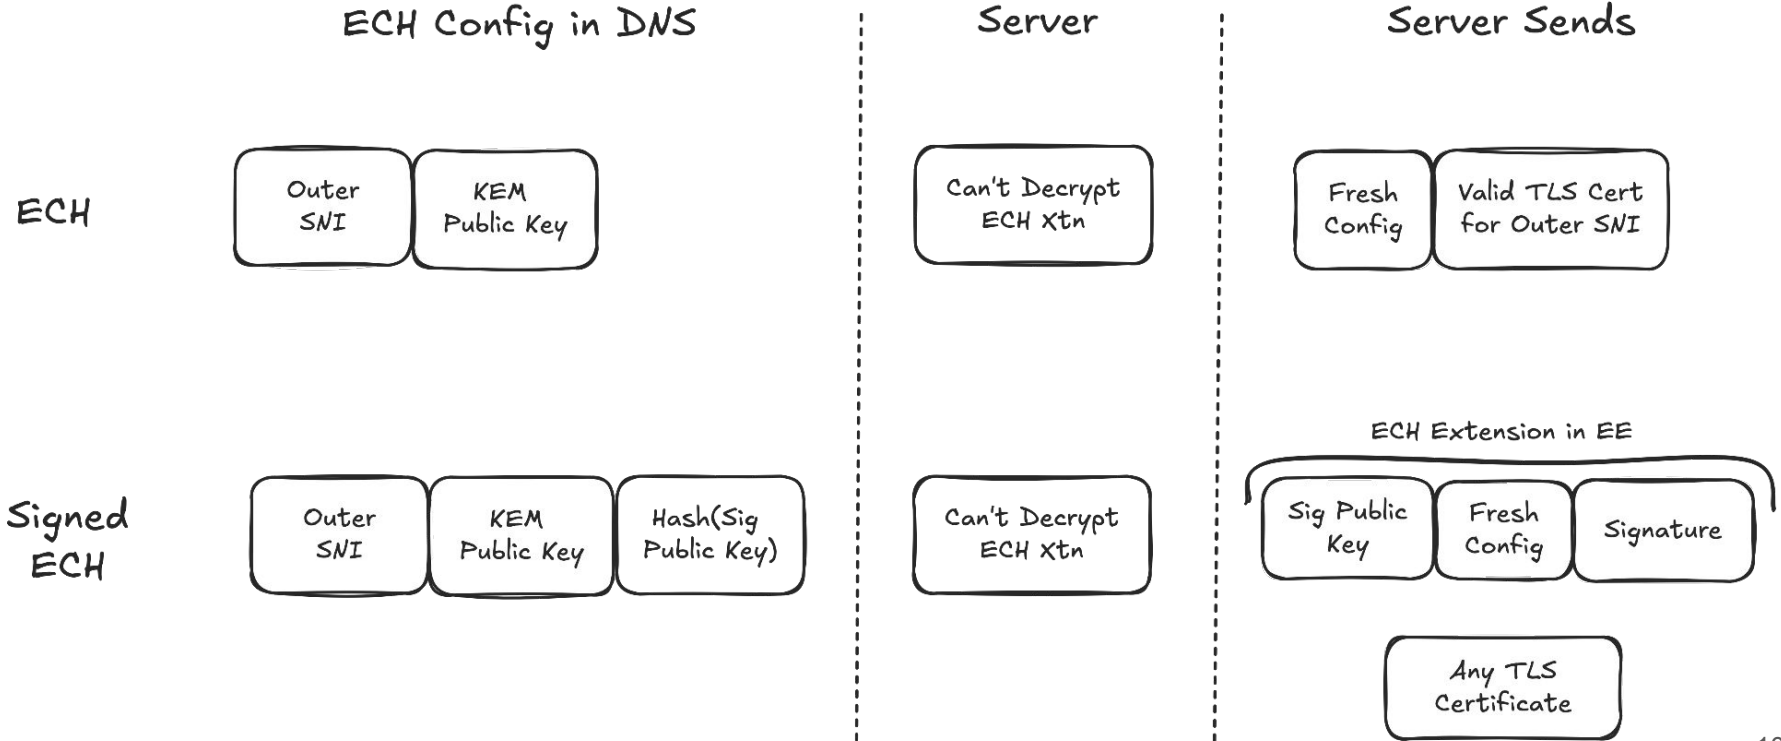 ECH Config in DNS
Server
Server Sends
ECH
Outer
SNI
KEM
Public Key
Can't Decrypt
ECH Xtn
Fresh
Config
Valid TLS Cert
for Outer SNI
Signed
ECH
Outer
SNI
KEM
Public Key
Hash(Sig
Public Key)
Can't Decrypt
ECH Xtn
ECH Extension in EE
Sig Public
Key
Fresh
Config
Signature
Any TLS
Certificate